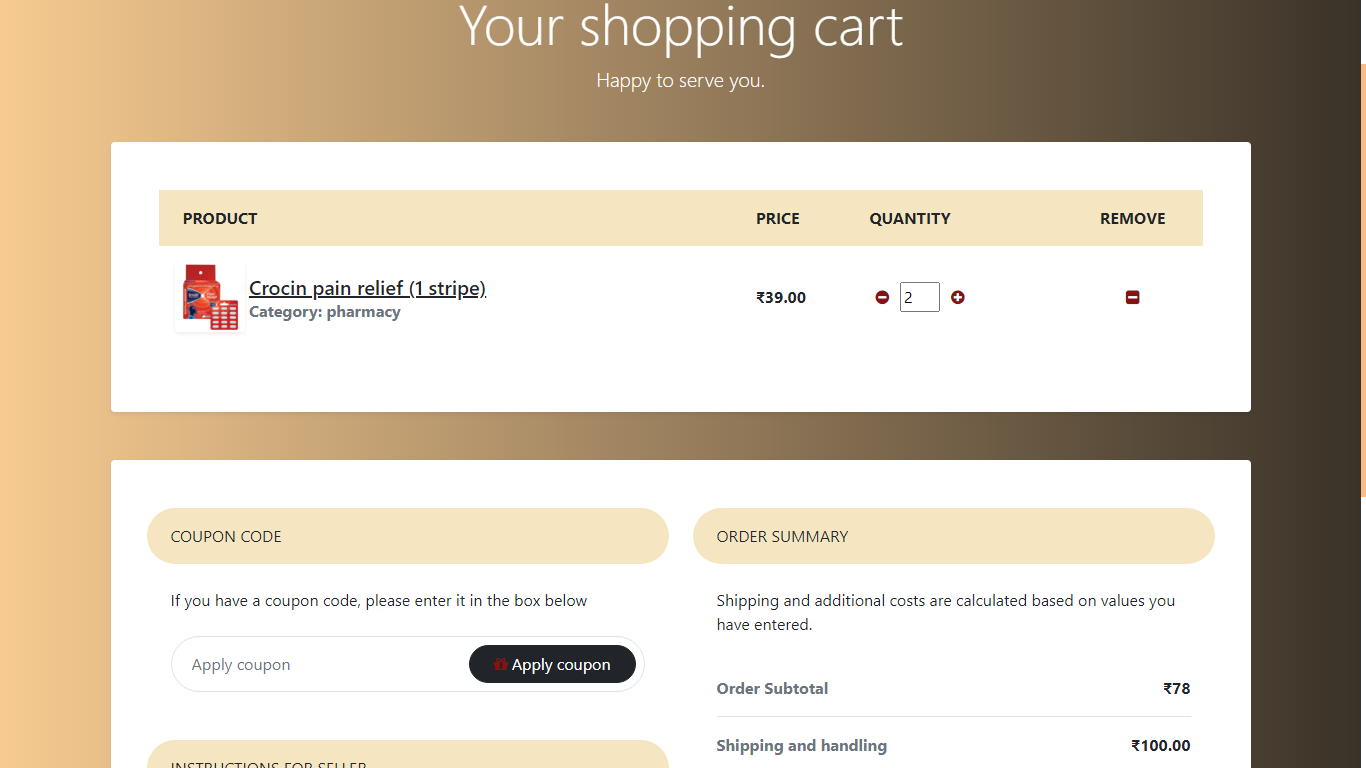 Your shopping cart
Happy to serve you.
PRODUCT PRICE QUANTITY REMOVE
Crocin pain relief (1 stripe)
Category: pharmacy
₹39.00 2
COUPON CODE
If you have a coupon code, please enter it in the box below
Apply coupon Apply coupon
INSTRUCTIONS FOR SELLER
ORDER SUMMARY
Shipping and additional costs are calculated based on values you
have entered.
Order Subtotal ₹78
Shipping and handling ₹100.00